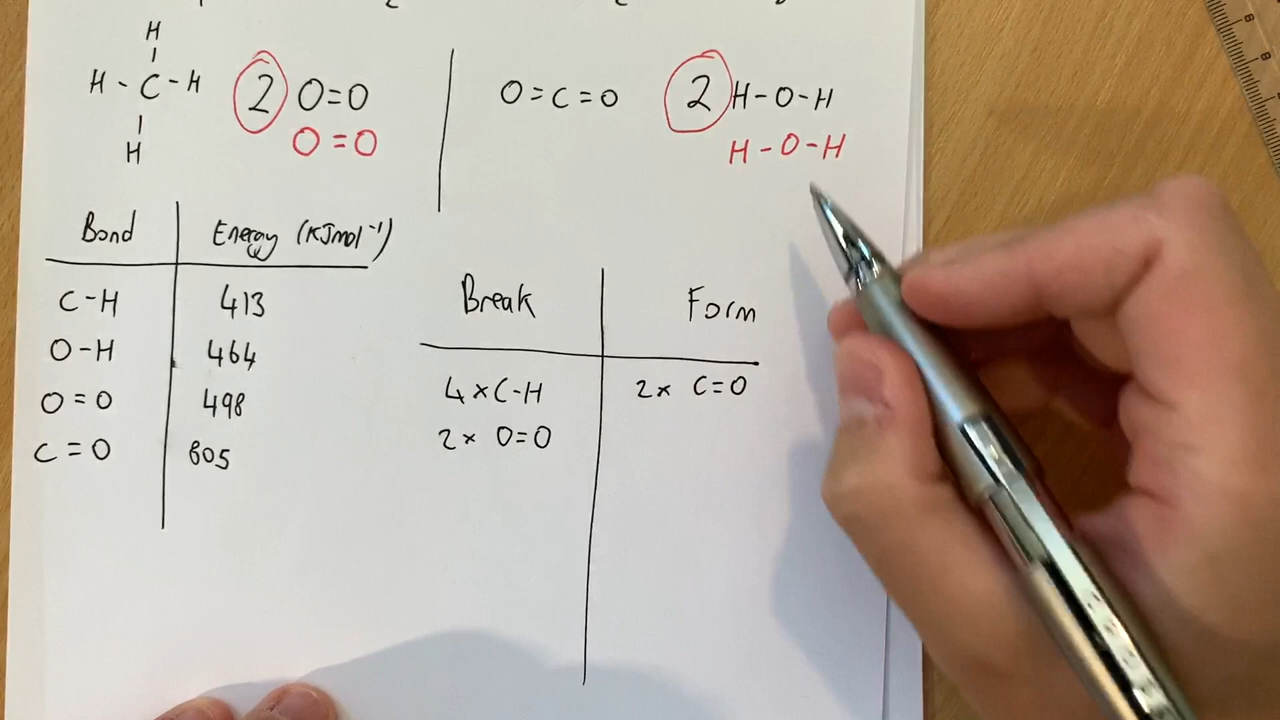 H
H - C - H
H
2 O=O
O=O
O=C=O
2 H-O-H
H-O-H
Bond Energy (KJmol⁻¹)
C-H 413
O-H 464
O=O 498
C=O 805
Break Form
4×C-H 2× C=O
2× O=O